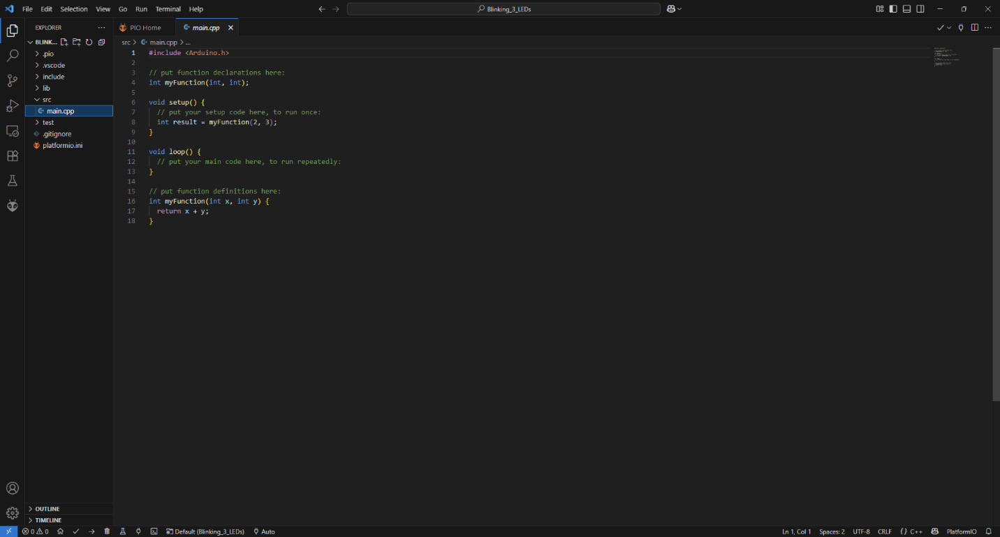 File Edit Selection View Go Run Terminal Help
Blinking_3_LEDs
EXPLORER
BLINK...
.pio
.vscode
include
lib
src
main.cpp
test
.gitignore
platformio.ini
OUTLINE
TIMELINE
PIO Home
main.cpp
src > main.cpp > ...
1 #include <Arduino.h>
2
3 // put function declarations here:
4 int myFunction(int, int);
5
6 void setup() {
7 // put your setup code here, to run once:
8 int result = myFunction(2, 3);
9 }
10
11 void loop() {
12 // put your main code here, to run repeatedly:
13 }
14
15 // put function definitions here:
16 int myFunction(int x, int y) {
17 return x + y;
18 }
0 0 Default (Blinking_3_LEDs) Auto Ln 1, Col 1 Spaces: 2 UTF-8 CRLF {} C++ PlatformIO